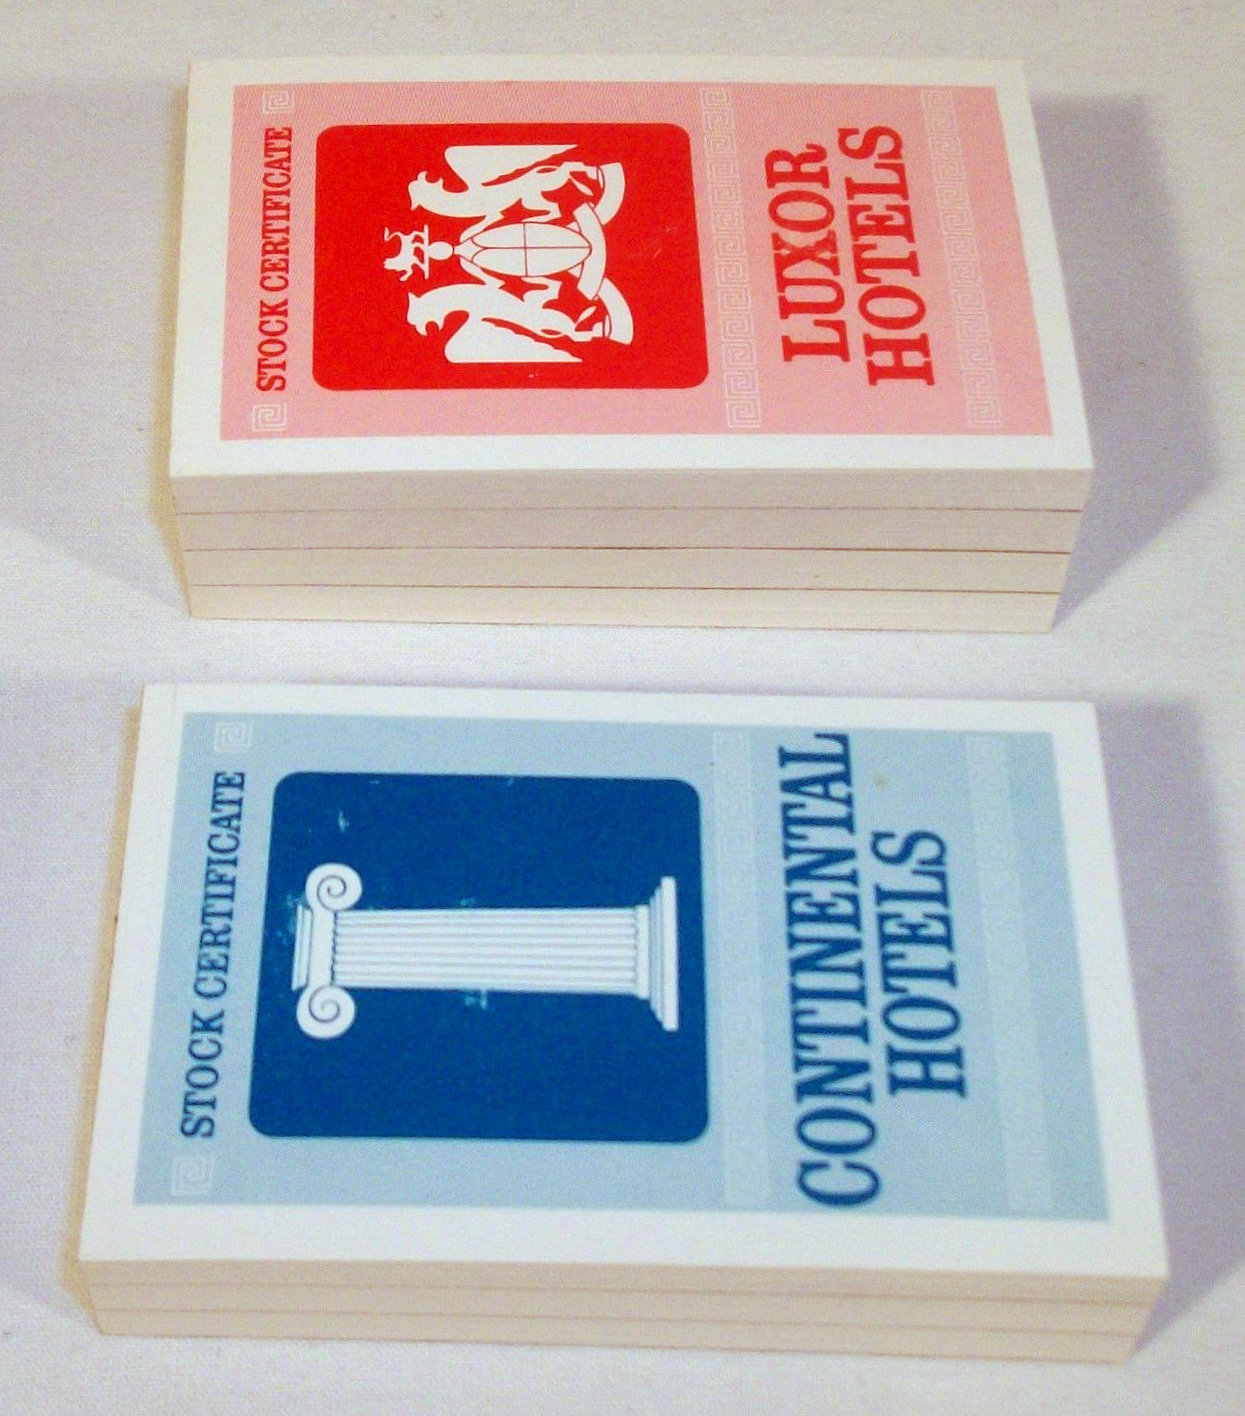 STOCK CERTIFICATE
LUXOR
HOTELS
STOCK CERTIFICATE
CONTINENTAL
HOTELS